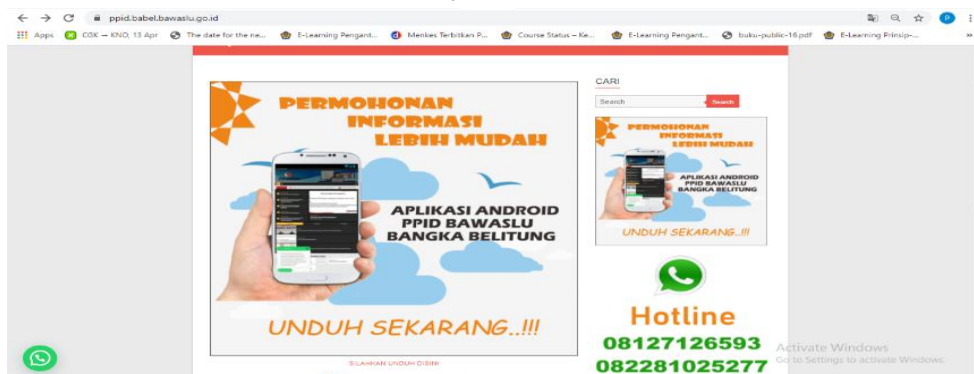 ppid.babel.bawaslu.go.id
Apps
CGK → KNO, 13 Apr
The date for the ne...
E-Learning Pengant...
Menkes Terbitkan P...
Course Status – Ke...
E-Learning Pengant...
buku-public-16.pdf
E-Learning Prinsip-...
PERMOHONAN
INFORMASI
LEBIH MUDAH
APLIKASI ANDROID
PPID BAWASLU
BANGKA BELITUNG
UNDUH SEKARANG..!!!
SILAHKAN UNDUH DISINI
CARI
Search
Search
PERMOHONAN
INFORMASI
LEBIH MUDAH
APLIKASI ANDROID
PPID BAWASLU
BANGKA BELITUNG
UNDUH SEKARANG..!!!
Hotline
08127126593
082281025277
Activate Windows
Go to Settings to activate Windows.